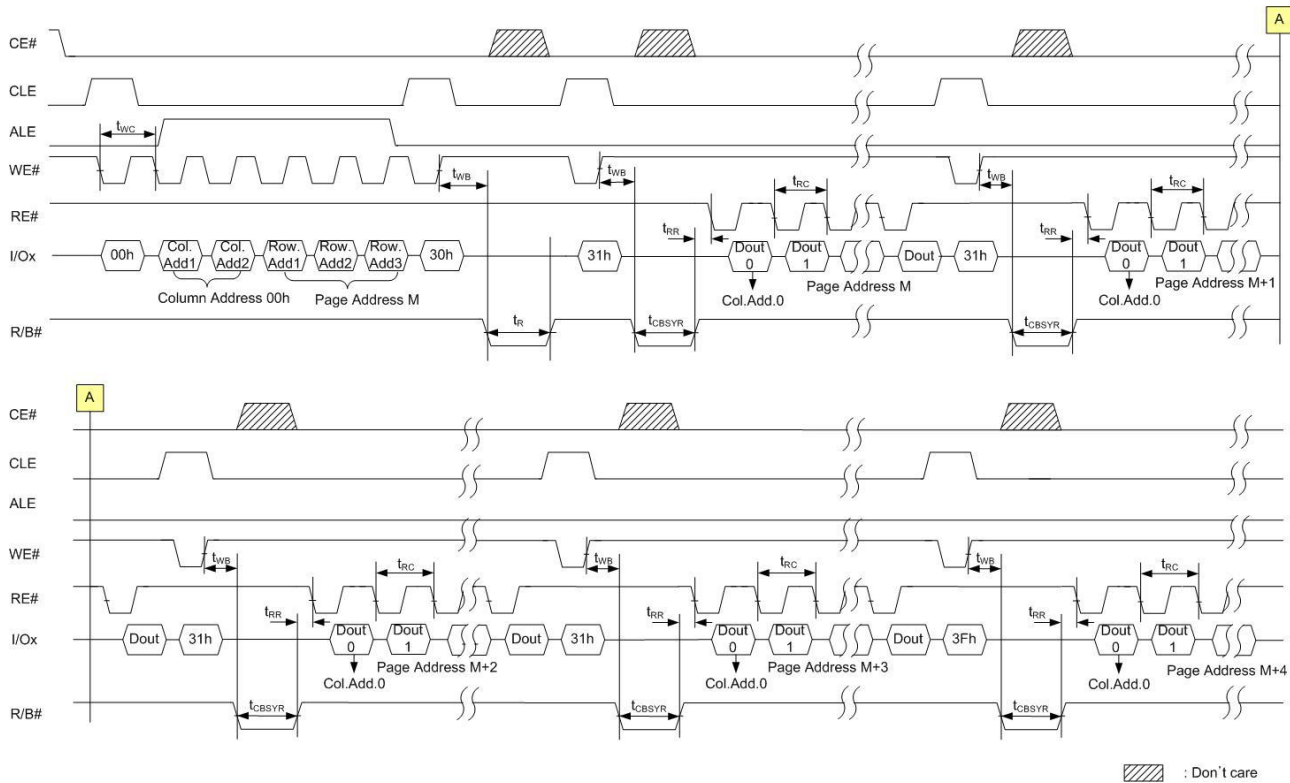 A
CE#
CLE
ALE
tWC
WE#
tWB
tWB
tWB
RE#
tRC
tRC
tRR
tRR
I/Ox
00h
Col. Add1
Col. Add2
Row. Add1
Row. Add2
Row. Add3
30h
31h
Dout 0
Dout 1
Dout
31h
Dout 0
Dout 1
Column Address 00h
Page Address M
Col.Add.0
Page Address M
Col.Add.0
Page Address M+1
R/B#
tR
tCBSYR
tCBSYR
A
CE#
CLE
ALE
WE#
tWB
tWB
tWB
RE#
tRC
tRC
tRC
tRR
tRR
tRR
I/Ox
Dout
31h
Dout 0
Dout 1
Dout
31h
Dout 0
Dout 1
Dout
3Fh
Dout 0
Dout 1
Col.Add.0
Page Address M+2
Col.Add.0
Page Address M+3
Col.Add.0
Page Address M+4
R/B#
tCBSYR
tCBSYR
tCBSYR
: Don't care